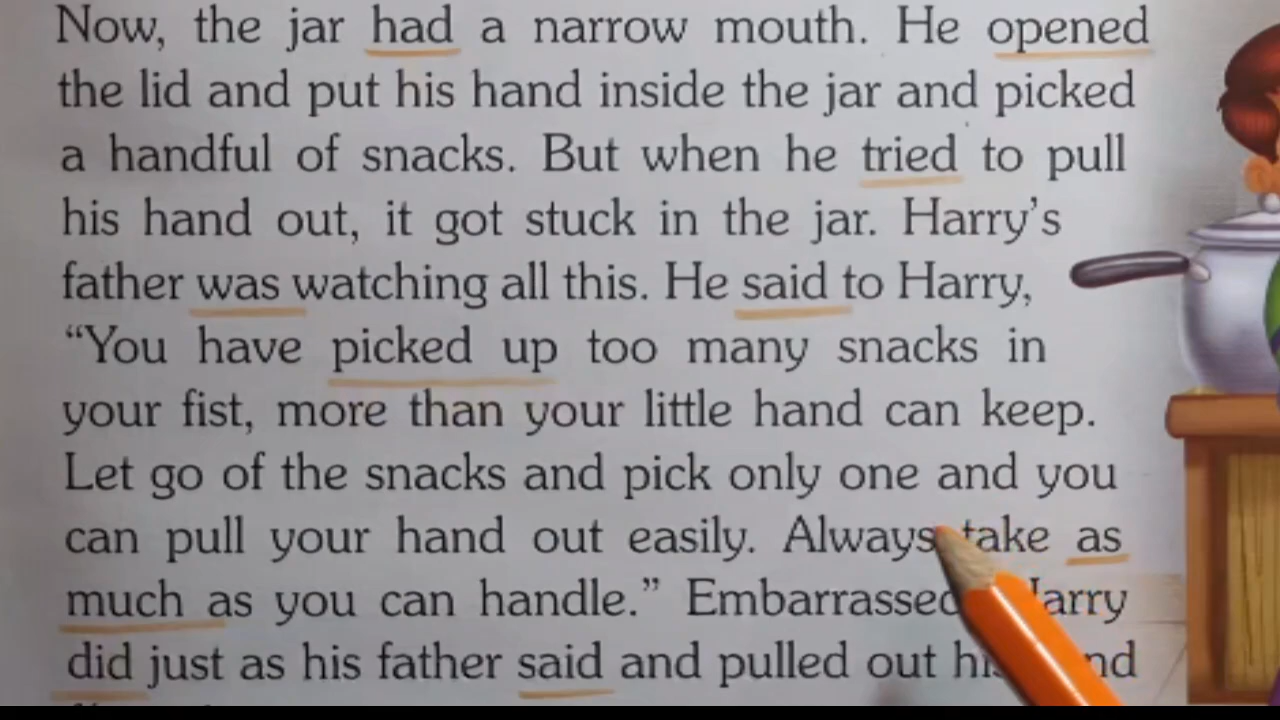 Now, the jar had a narrow mouth. He opened
the lid and put his hand inside the jar and picked
a handful of snacks. But when he tried to pull
his hand out, it got stuck in the jar. Harry's
father was watching all this. He said to Harry,
“You have picked up too many snacks in
your fist, more than your little hand can keep.
Let go of the snacks and pick only one and you
can pull your hand out easily. Always take as
much as you can handle.” Embarrassed Harry
did just as his father said and pulled out his hand